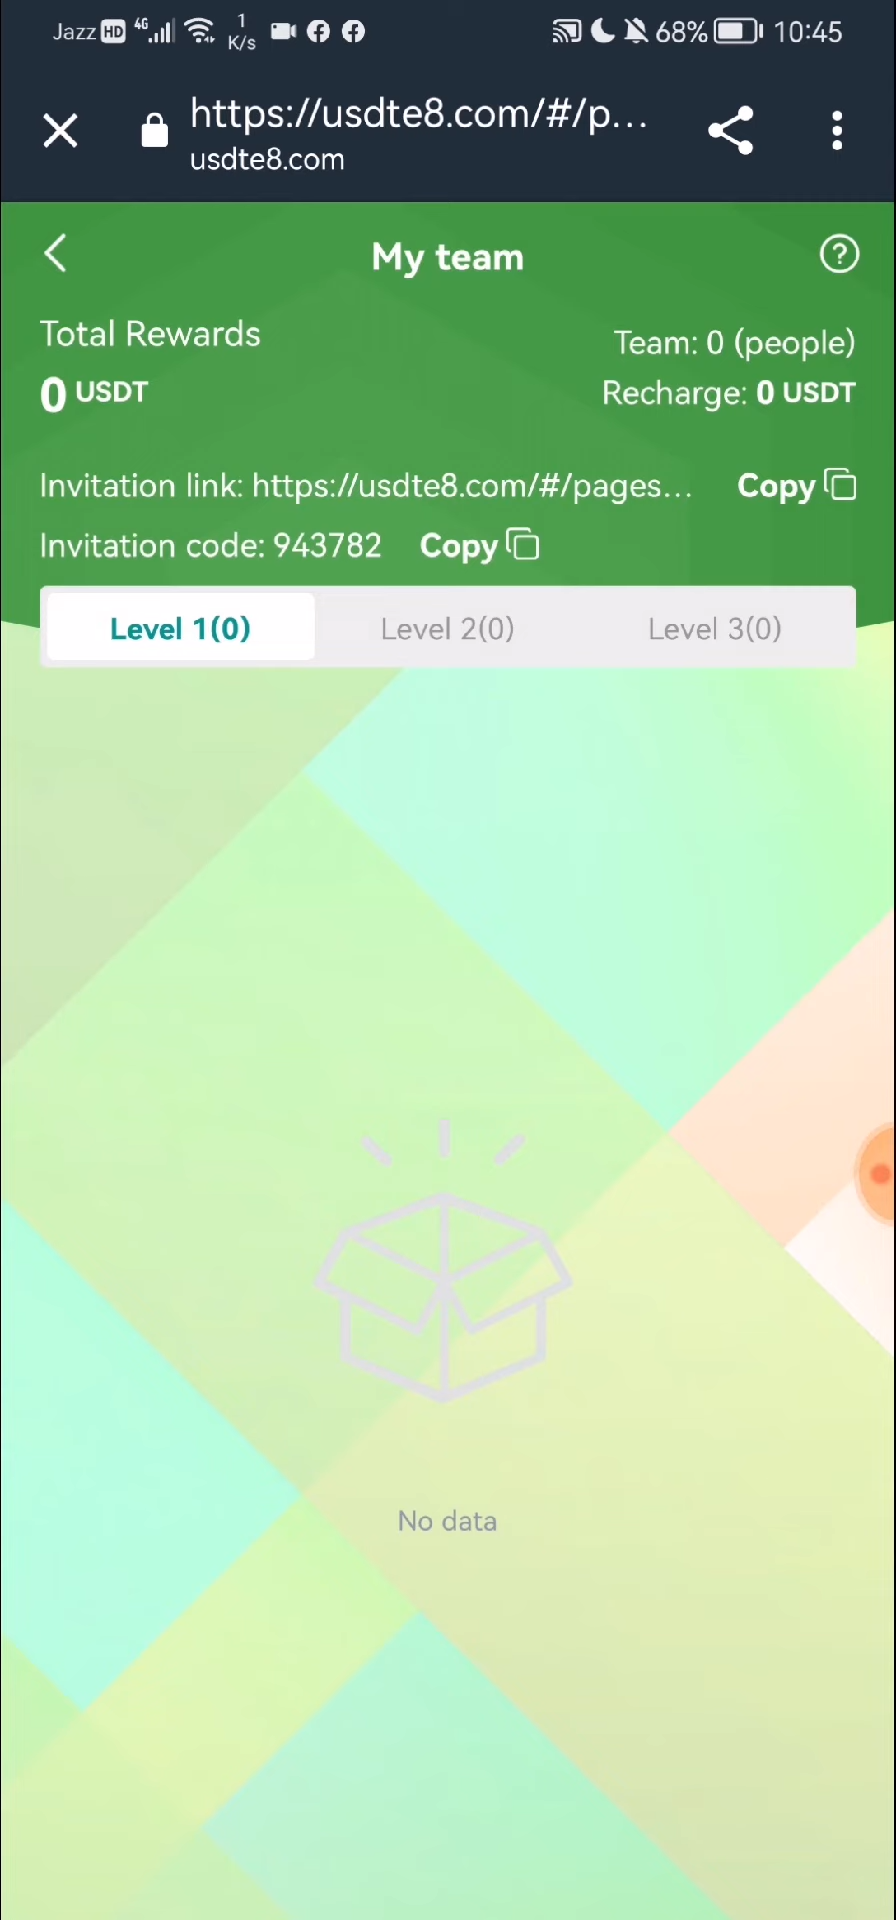 Jazz HD 4G 1 K/s 68% 10:45
https://usdte8.com/#/p...
usdte8.com
My team
?
Total Rewards
0 USDT
Team: 0 (people)
Recharge: 0 USDT
Invitation link: https://usdte8.com/#/pages... Copy
Invitation code: 943782 Copy
Level 1(0) Level 2(0) Level 3(0)
No data